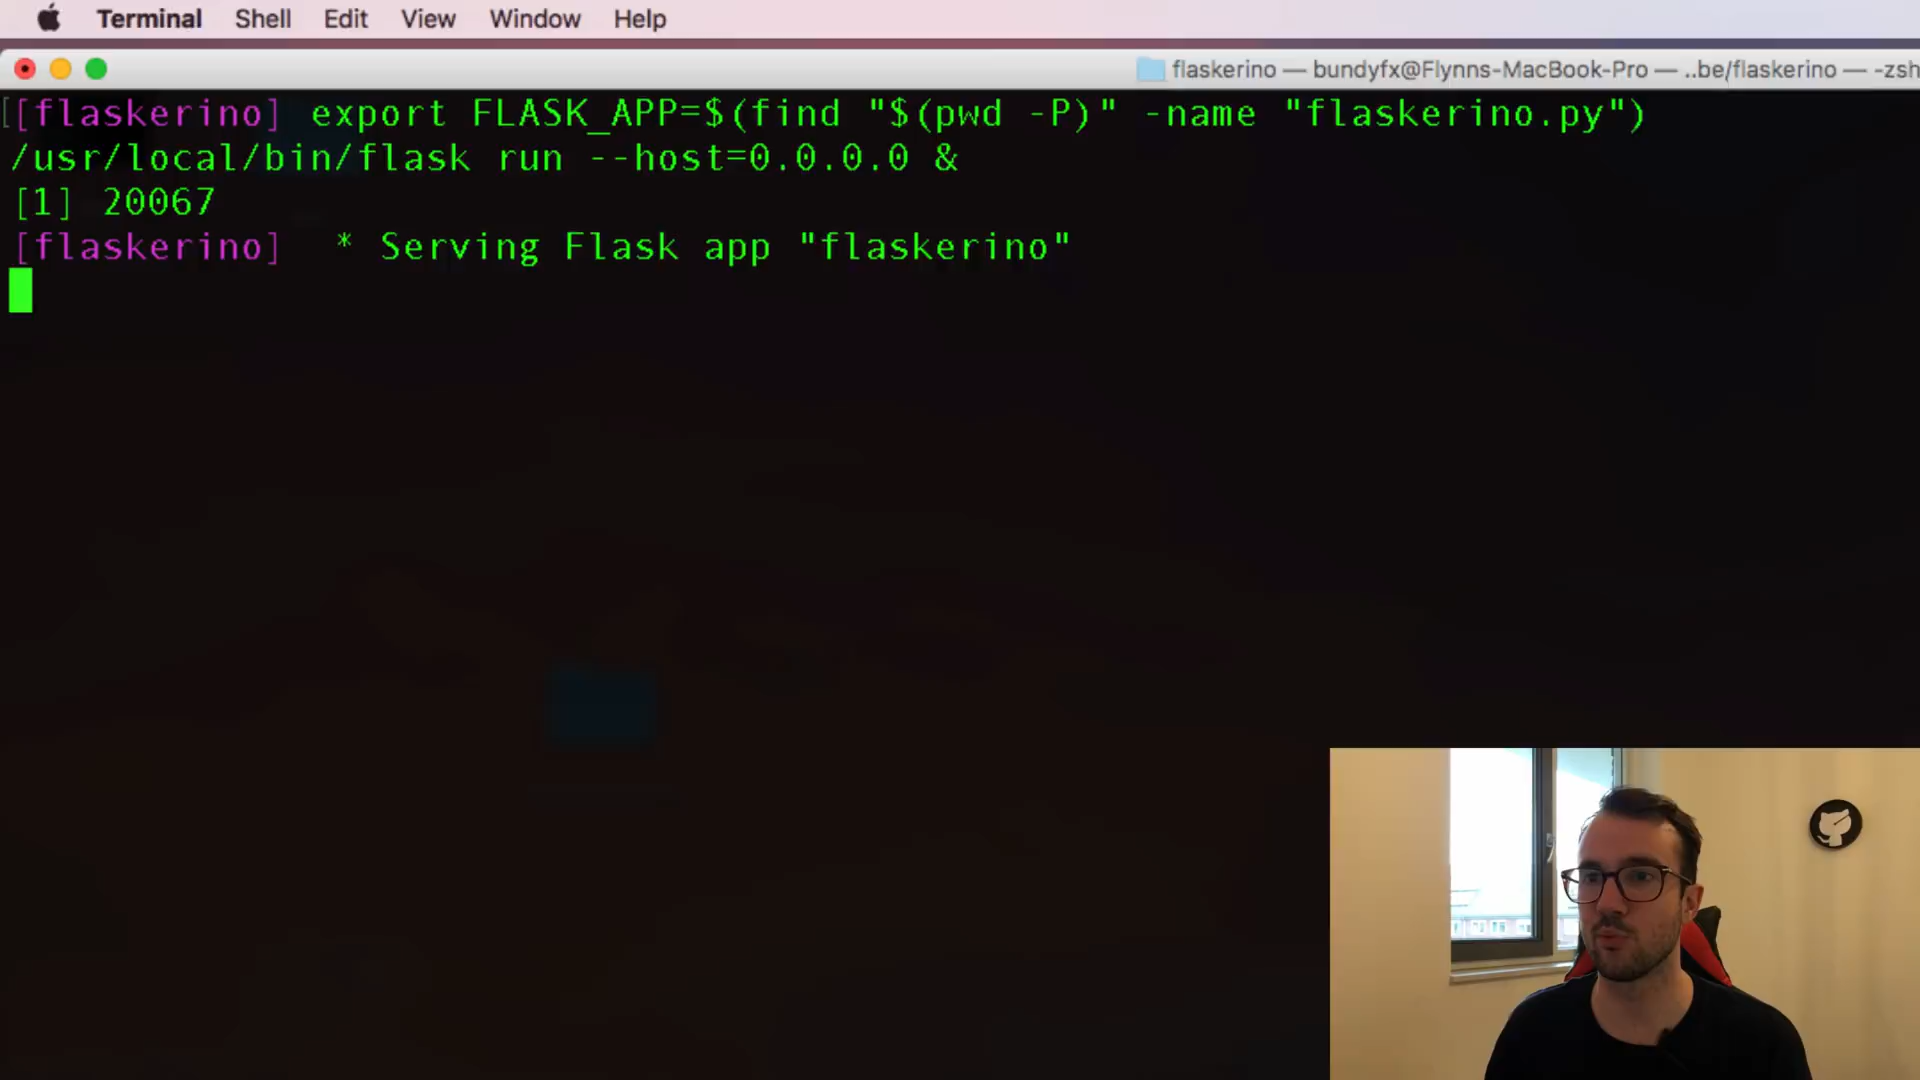 Terminal Shell Edit View Window Help
flaskerino — bundyfx@Flynns-MacBook-Pro — ..be/flaskerino — -zsh
[[flaskerino] export FLASK_APP=$(find "$(pwd -P)" -name "flaskerino.py")
/usr/local/bin/flask run --host=0.0.0.0 &
[1] 20067
[flaskerino]  * Serving Flask app "flaskerino"